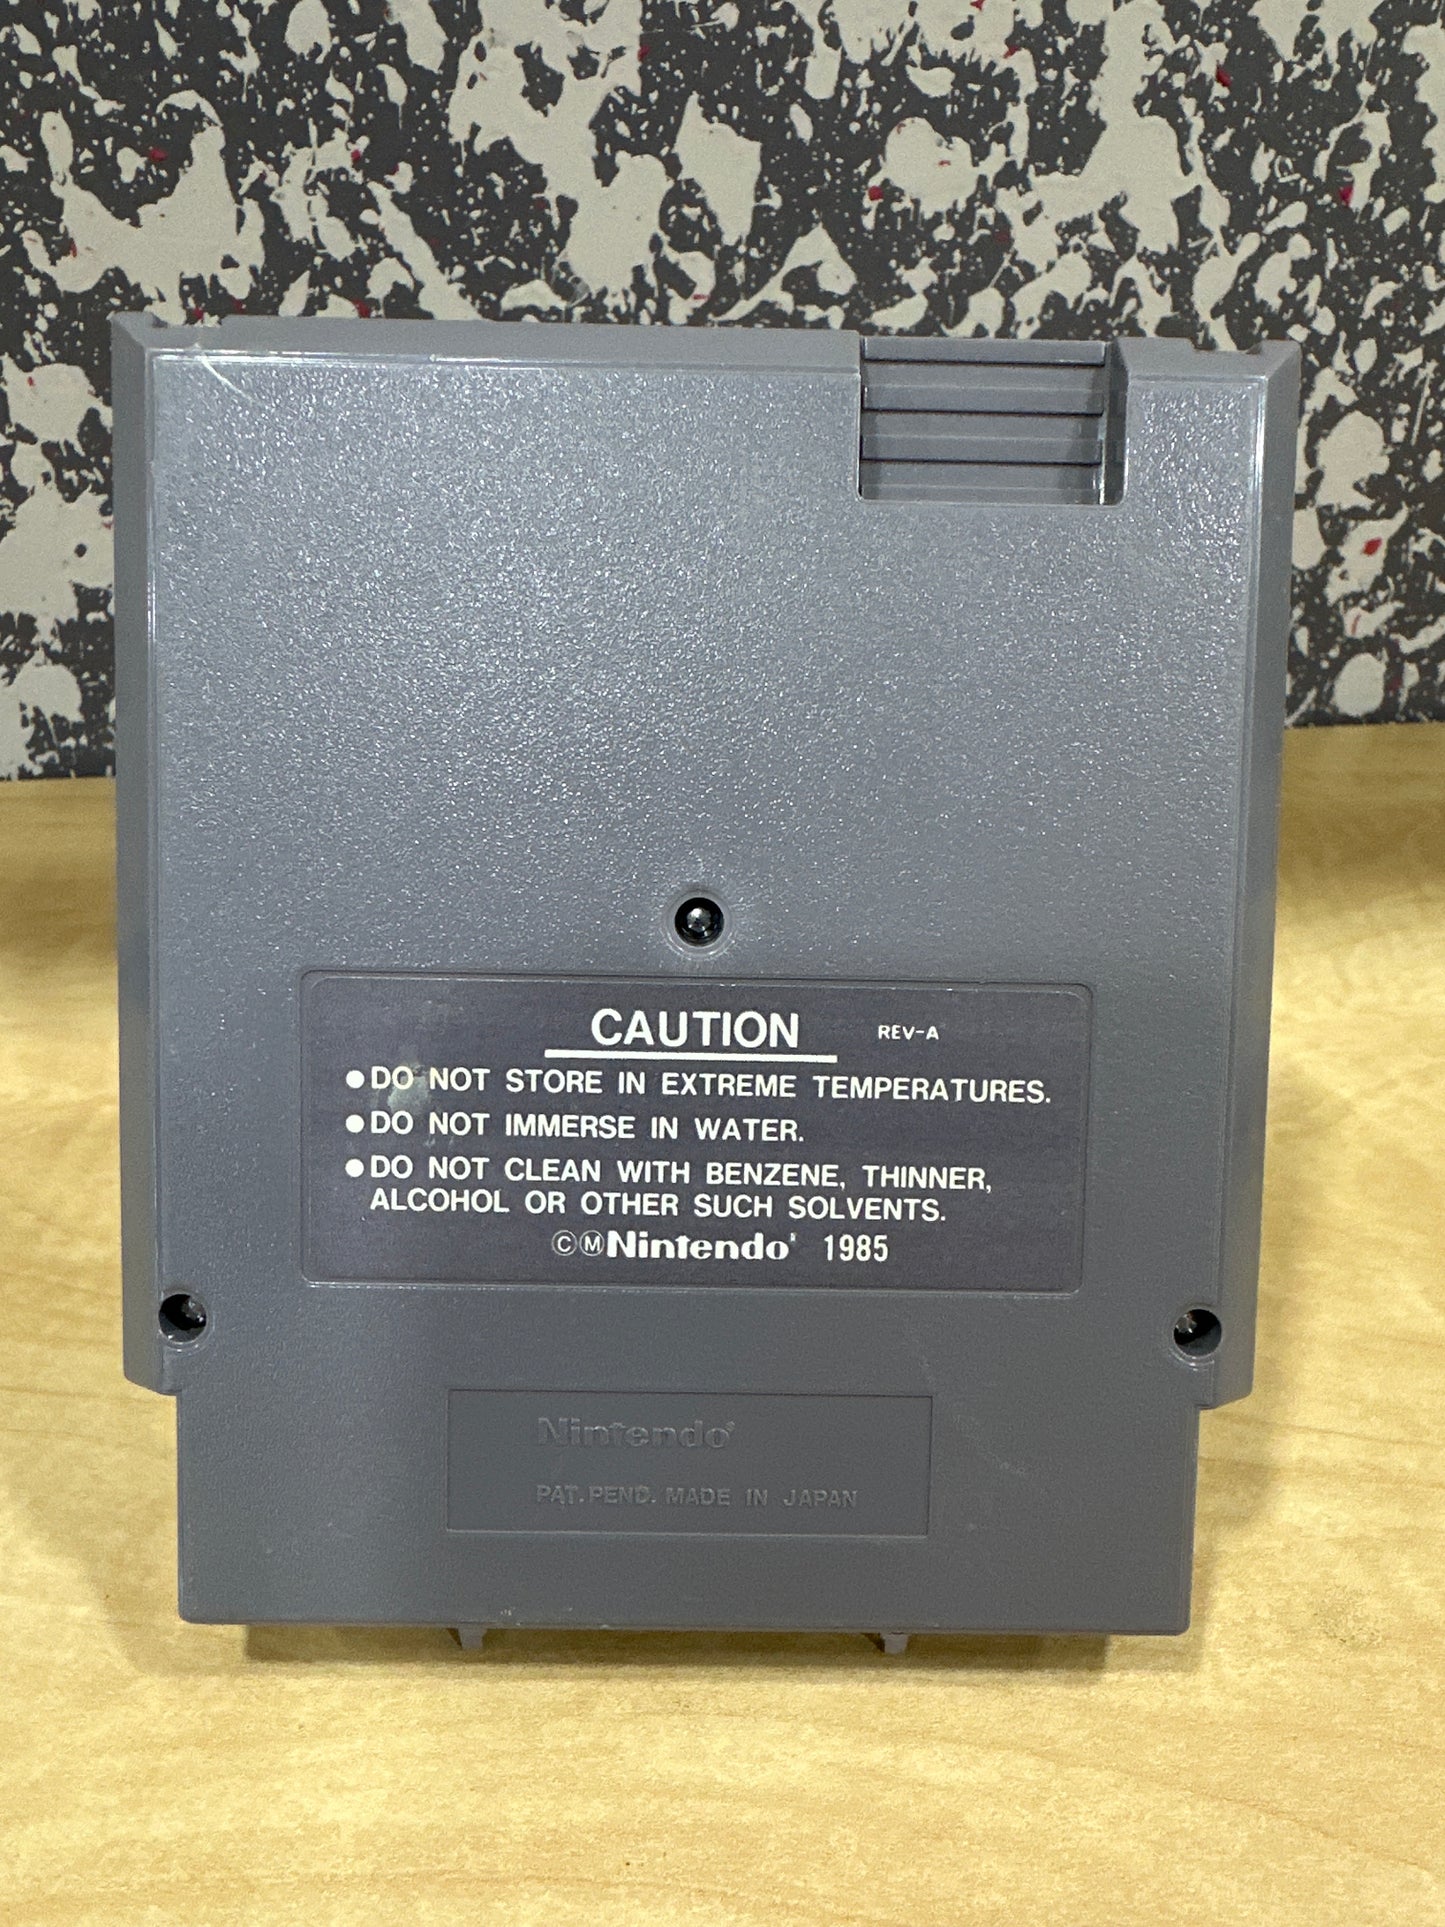 CAUTION REV-A
●DO NOT STORE IN EXTREME TEMPERATURES.
●DO NOT IMMERSE IN WATER.
●DO NOT CLEAN WITH BENZENE, THINNER,
ALCOHOL OR OTHER SUCH SOLVENTS.
©ⓂNintendo® 1985
Nintendo®
PAT. PEND. MADE IN JAPAN